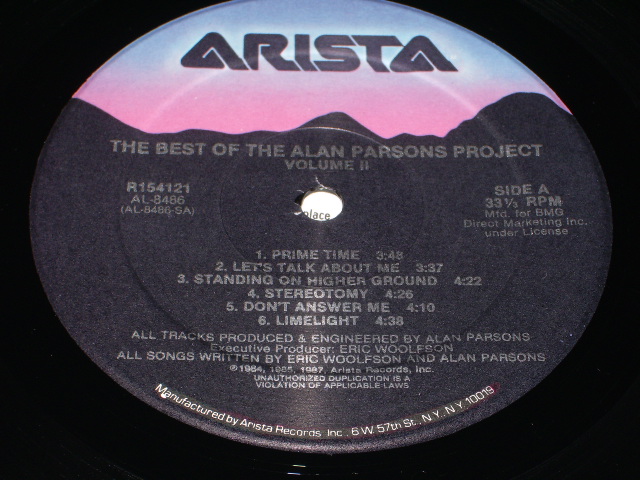 ARISTA
THE BEST OF THE ALAN PARSONS PROJECT
VOLUME II
R154121
AL-8486
(AL-8486-SA)
SIDE A
33⅓ RPM
Mfd. for BMG
Direct Marketing Inc.
under License
place
1. PRIME TIME 3:48
2. LET'S TALK ABOUT ME 3:37
3. STANDING ON HIGHER GROUND 4:22
4. STEREOTOMY 4:26
5. DON'T ANSWER ME 4:10
6. LIMELIGHT 4:38
ALL TRACKS PRODUCED & ENGINEERED BY ALAN PARSONS
Executive Producer: ERIC WOOLFSON
ALL SONGS WRITTEN BY ERIC WOOLFSON AND ALAN PARSONS
℗1984, 1985, 1987, Arista Records, Inc.
UNAUTHORIZED DUPLICATION IS A
VIOLATION OF APPLICABLE LAWS
Manufactured by Arista Records Inc., 6 W. 57th St., N.Y. N.Y. 10019